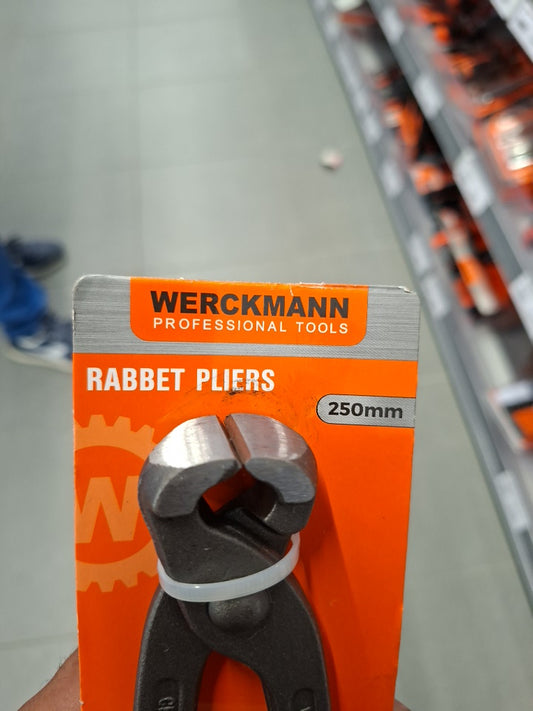 WERCKMANN
PROFESSIONAL TOOLS
RABBET PLIERS
250mm
W